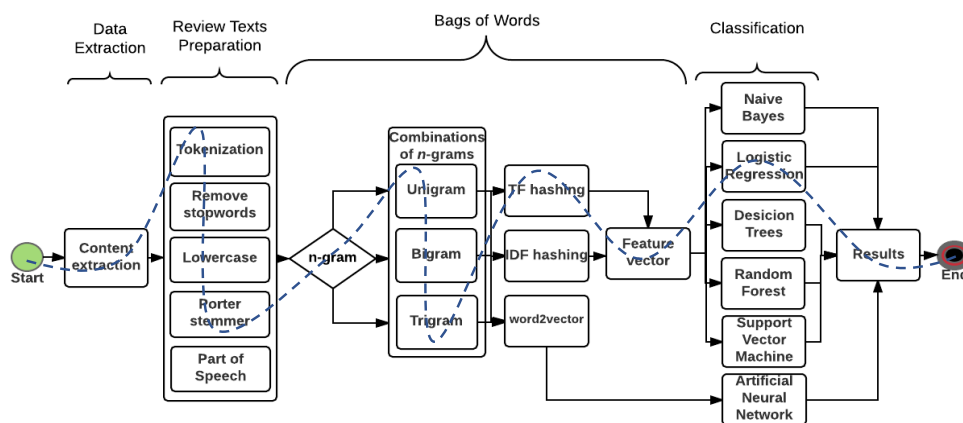 Data
Extraction
Review Texts
Preparation
Bags of Words
Classification
Start
Content
extraction
Tokenization
Remove
stopwords
Lowercase
Porter
stemmer
Part of
Speech
n-gram
Combinations
of n-grams
Unigram
Bigram
Trigram
TF hashing
IDF hashing
word2vector
Feature
vector
Naive
Bayes
Logistic
Regression
Desicion
Trees
Random
Forest
Support
Vector
Machine
Artificial
Neural
Network
Results
End